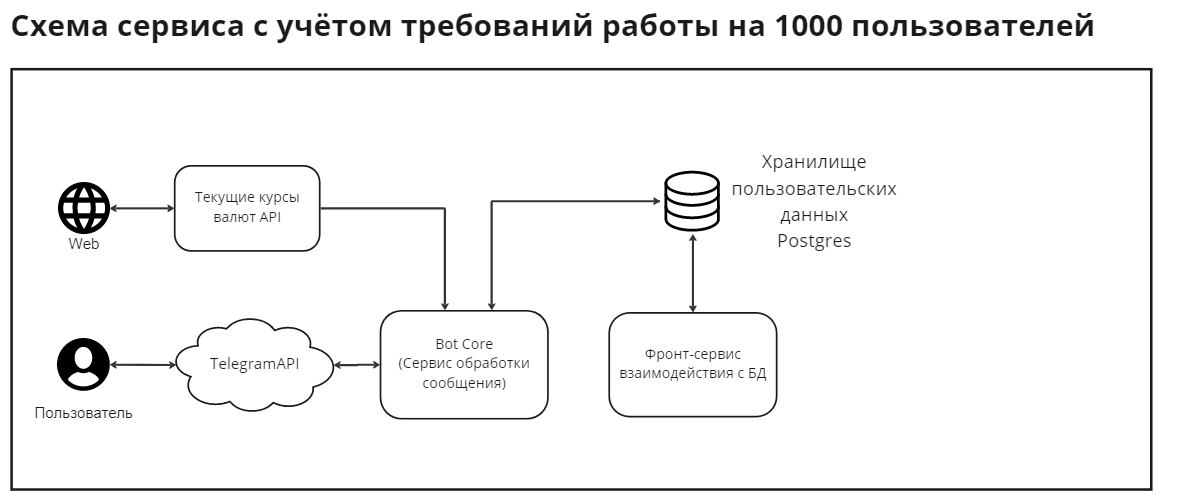 Схема сервиса с учётом требований работы на 1000 пользователей
Хранилище
пользовательских
данных
Postgres
Текущие курсы
валют API
Web
Bot Core
(Сервис обработки
сообщения)
Фронт-сервис
взаимодействия с БД
TelegramAPI
Пользователь